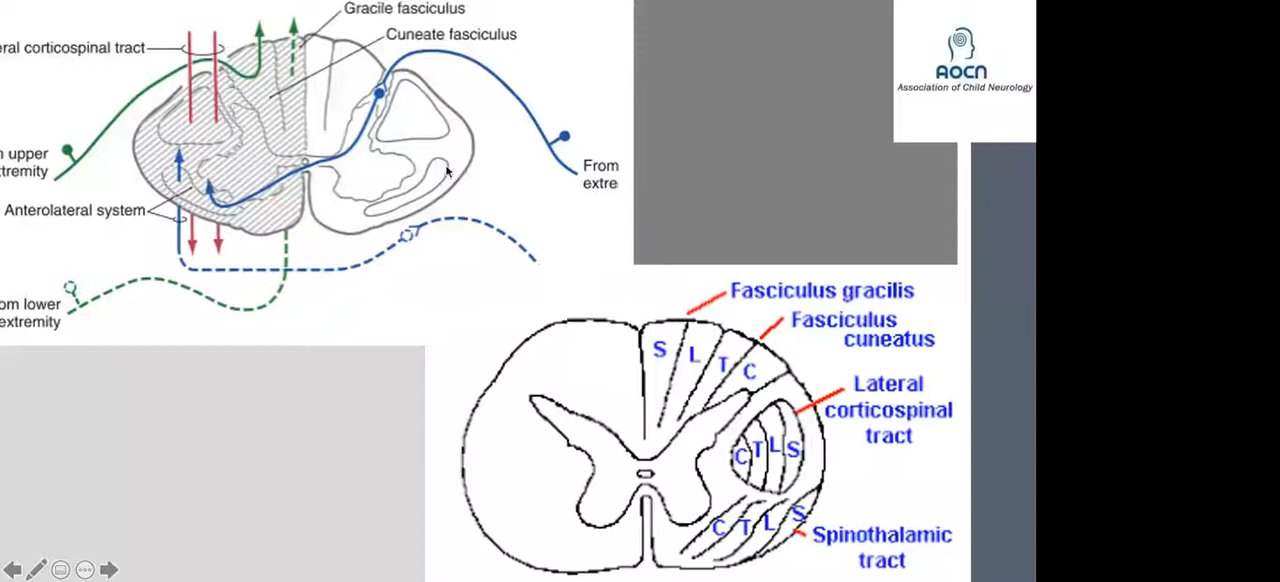 Gracile fasciculus
Cuneate fasciculus
eral corticospinal tract
AOCN
Association of Child Neurology
n upper
tremity
From
extre
Anterolateral system
om lower
extremity
Fasciculus gracilis
Fasciculus
cuneatus
S L T C
Lateral
corticospinal
tract
C T L S
C T L S
Spinothalamic
tract